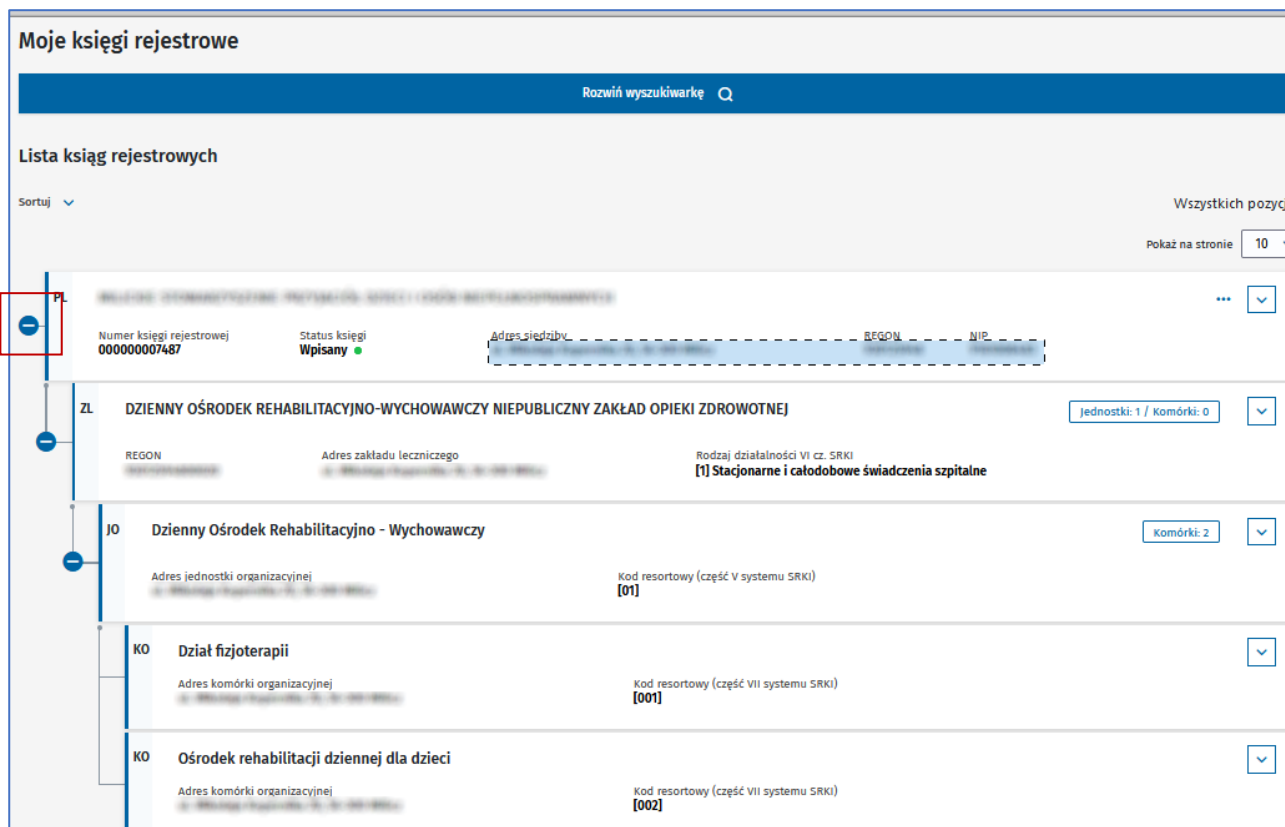 Moje księgi rejestrowe
Rozwiń wyszukiwarkę
Lista ksiąg rejestrowych
Sortuj
Wszystkich pozycj
Pokaż na stronie 10
PL
Numer księgi rejestrowej Status księgi Adres siedziby REGON NIP
000000007487 Wpisany
ZL DZIENNY OŚRODEK REHABILITACYJNO-WYCHOWAWCZY NIEPUBLICZNY ZAKŁAD OPIEKI ZDROWOTNEJ Jednostki: 1 / Komórki: 0
REGON Adres zakładu leczniczego Rodzaj działalności VI cz. SRKI
[1] Stacjonarne i całodobowe świadczenia szpitalne
JO Dzienny Ośrodek Rehabilitacyjno - Wychowawczy Komórki: 2
Adres jednostki organizacyjnej Kod resortowy (część V systemu SRKI)
[01]
KO Dział fizjoterapii
Adres komórki organizacyjnej Kod resortowy (część VII systemu SRKI)
[001]
KO Ośrodek rehabilitacji dziennej dla dzieci
Adres komórki organizacyjnej Kod resortowy (część VII systemu SRKI)
[002]